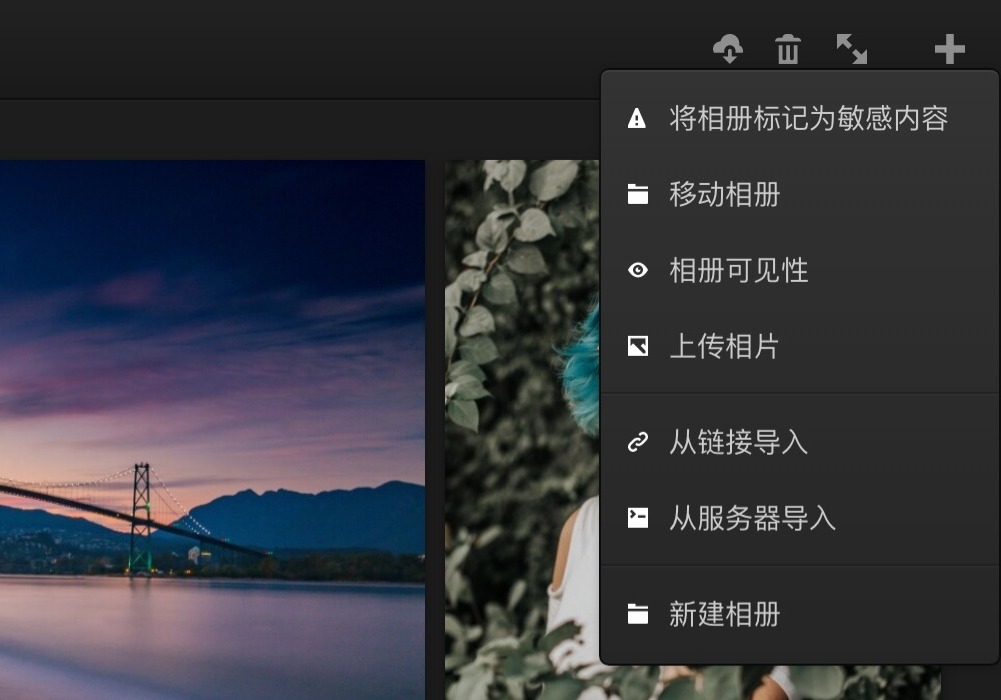 将相册标记为敏感内容
移动相册
相册可见性
上传相片
从链接导入
从服务器导入
新建相册